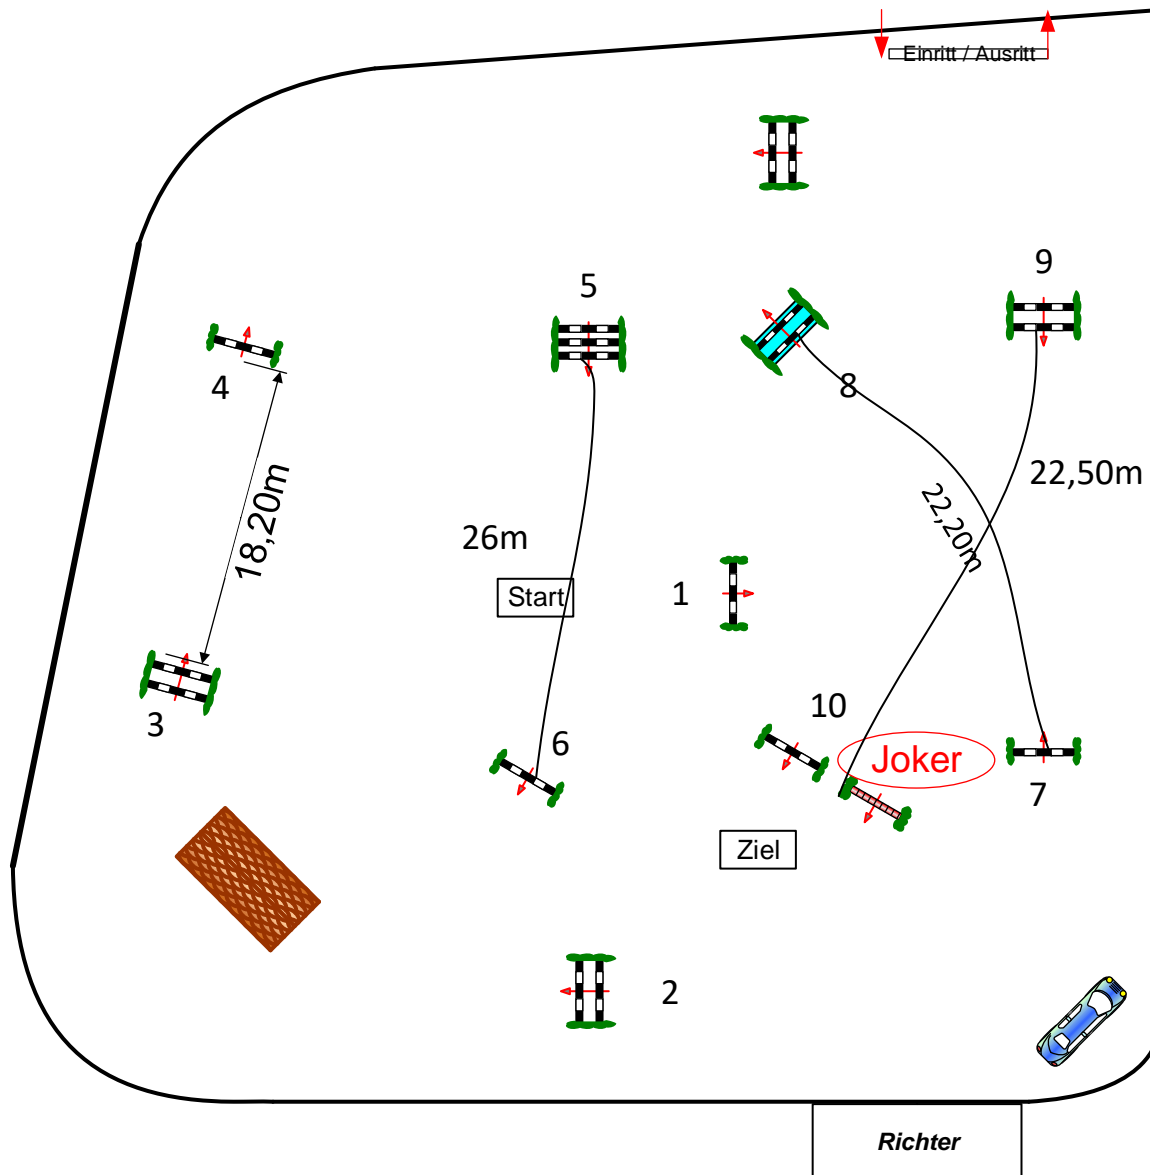 Einritt / Ausritt
5
9
4
8
18,20m
22,50m
22,20m
26m
Start
1
3
6
10
Joker
7
Ziel
2
Richter